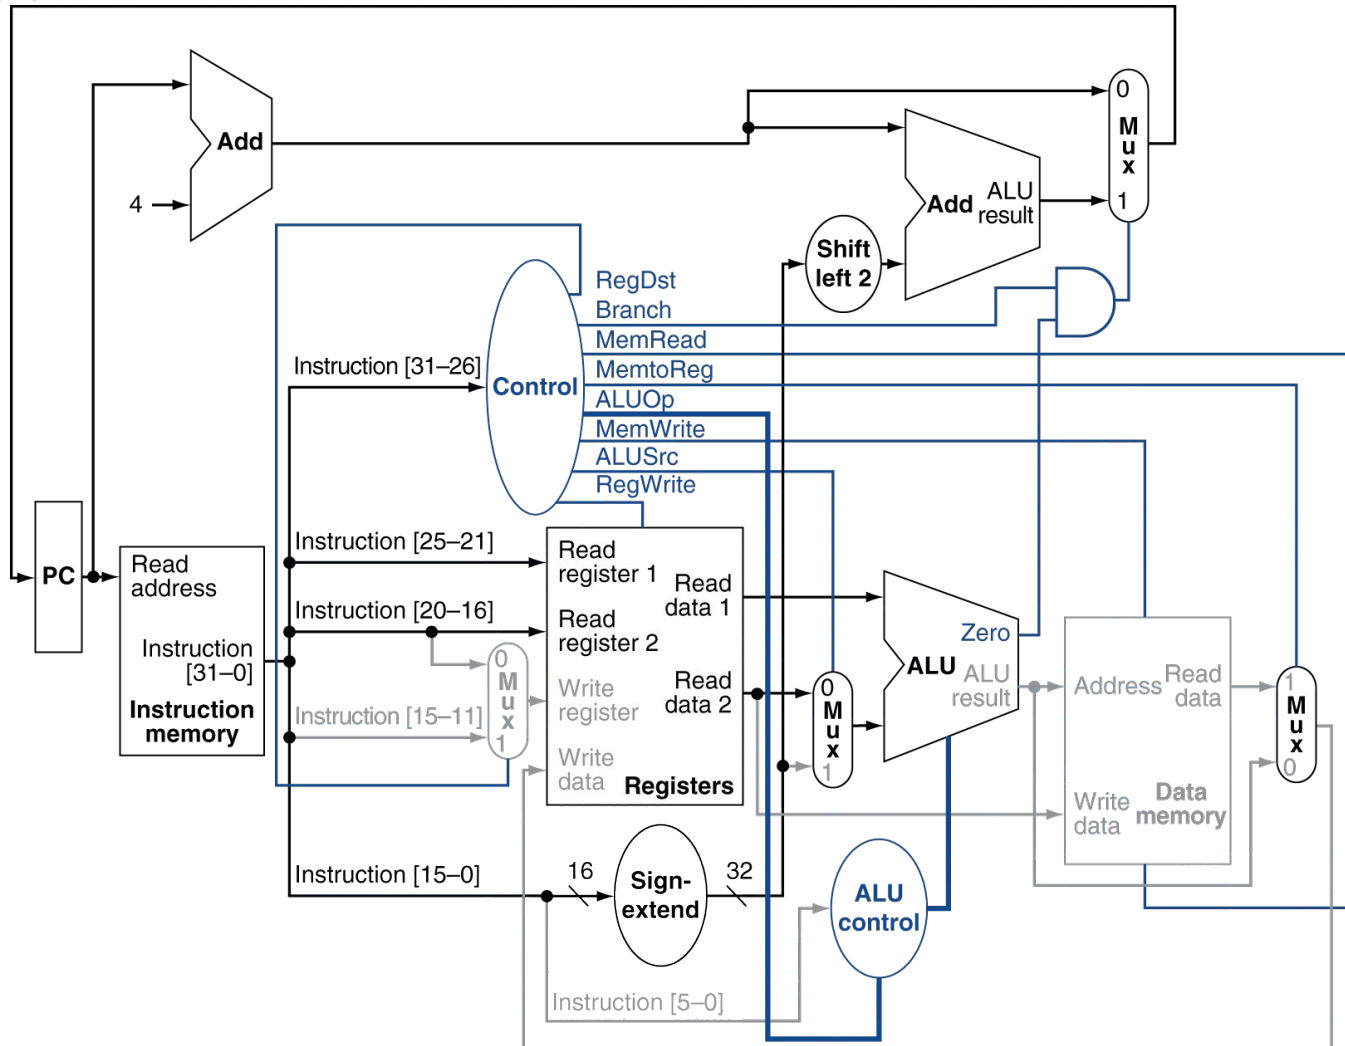 0
M
u
x
1
Add
4
Add
ALU
result
Shift
left 2
RegDst
Branch
MemRead
MemtoReg
ALUOp
MemWrite
ALUSrc
RegWrite
Instruction [31–26]
Control
PC
Read
address
Instruction
[31–0]
Instruction
memory
Instruction [25–21]
Instruction [20–16]
Instruction [15–11]
0
M
u
x
1
Read
register 1
Read
register 2
Write
register
Write
data
Read
data 1
Read
data 2
Registers
0
M
u
x
1
Zero
ALU
ALU
result
Address
Read
data
Write
data
Data
memory
1
M
u
x
0
Instruction [15–0]
16
Sign-
extend
32
ALU
control
Instruction [5–0]